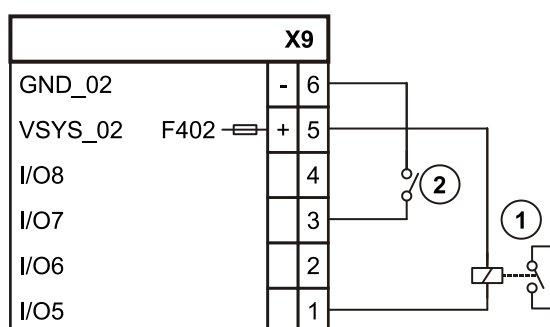 X9
GND_02 - 6
VSYS_02 F402 + 5
I/O8 4
I/O7 3
I/O6 2
I/O5 1
2
1